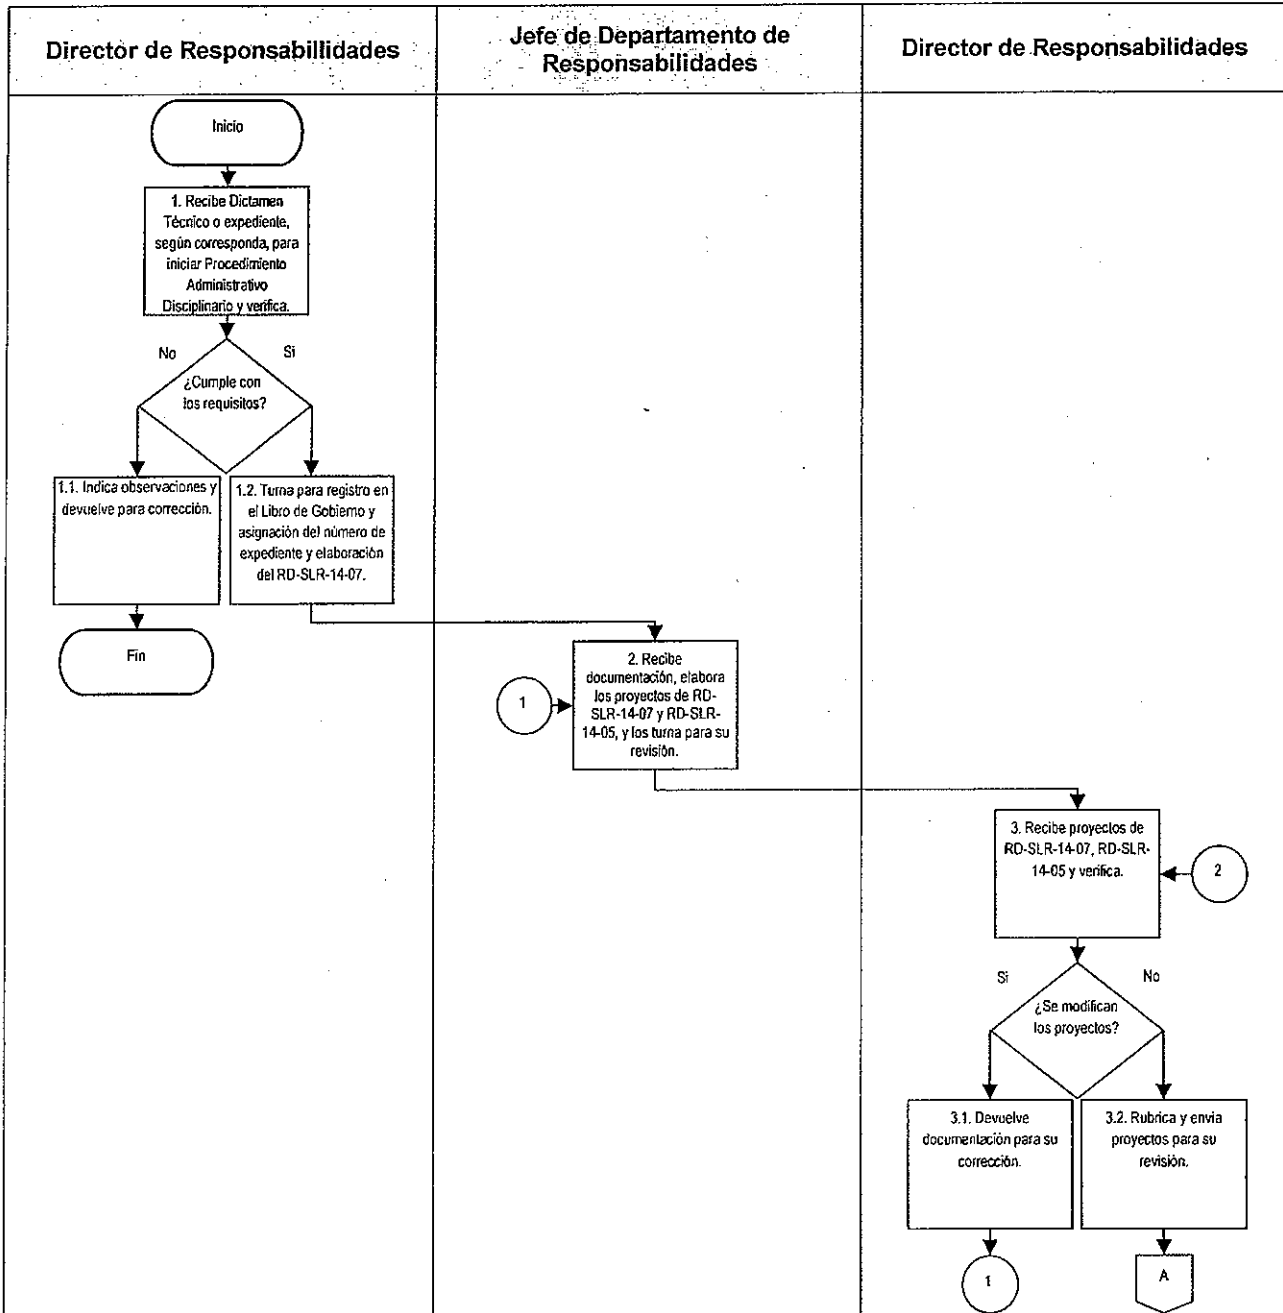 Director de Responsabillidades
Jefe de Departamento de
Responsabilidades
Director de Responsabilidades
Inicio
1. Recibe Dictamen
Técnico o expediente,
según corresponda, para
iniciar Procedimiento
Administrativo
Disciplinario y verifica.
No
Si
¿Cumple con
los requisitos?
1.1. Indica observaciones y
devuelve para corrección.
1.2. Turna para registro en
el Libro de Gobierno y
asignación del número de
expediente y elaboración
del RD-SLR-14-07.
Fin
1
2. Recibe
documentación, elabora
los proyectos de RD-
SLR-14-07 y RD-SLR-
14-05, y los turna para su
revisión.
3. Recibe proyectos de
RD-SLR-14-07, RD-SLR-
14-05 y verifica.
2
Si
No
¿Se modifican
los proyectos?
3.1. Devuelve
documentación para su
corrección.
3.2. Rubrica y envia
proyectos para su
revisión.
1
A